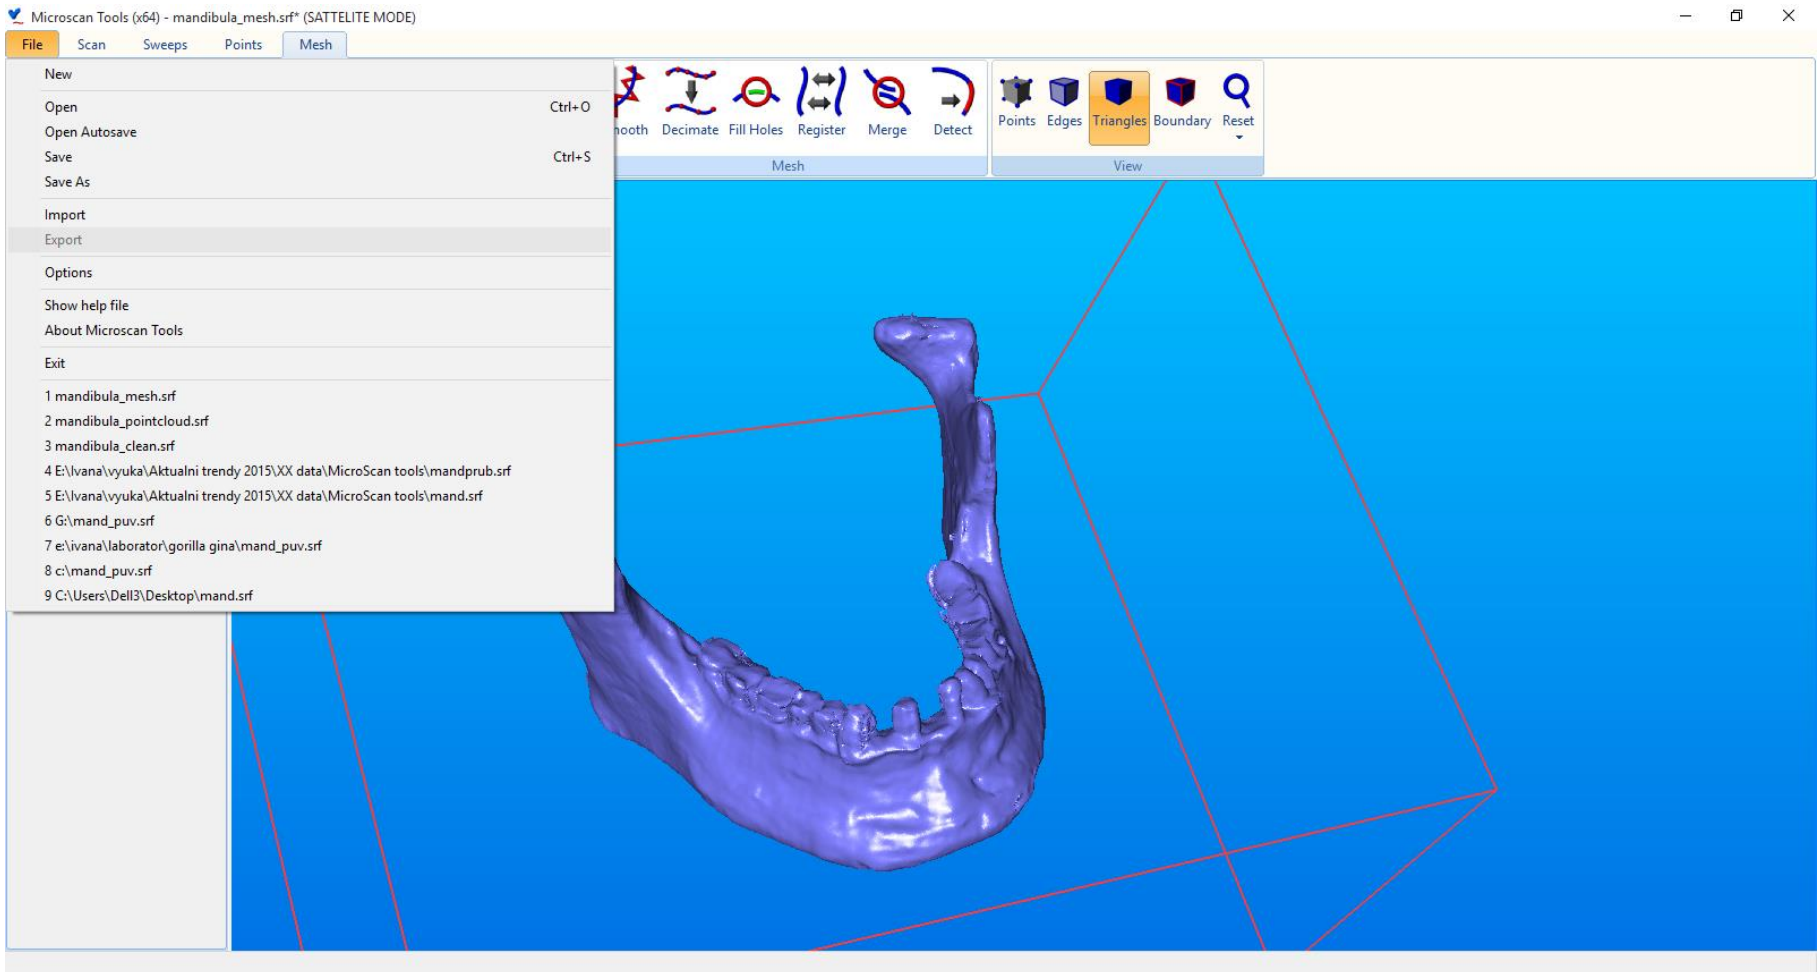 Microscan Tools (x64) - mandibula_mesh.srf* (SATTELITE MODE)
File Scan Sweeps Points Mesh
New
Open Ctrl+O
Open Autosave
Save Ctrl+S
Save As
Import
Export
Options
Show help file
About Microscan Tools
Exit
1 mandibula_mesh.srf
2 mandibula_pointcloud.srf
3 mandibula_clean.srf
4 E:\Ivana\vyuka\Aktualni trendy 2015\XX data\MicroScan tools\mandprub.srf
5 E:\Ivana\vyuka\Aktualni trendy 2015\XX data\MicroScan tools\mand.srf
6 G:\mand_puv.srf
7 e:\ivana\laborator\gorilla gina\mand_puv.srf
8 c:\mand_puv.srf
9 C:\Users\Dell3\Desktop\mand.srf
nooth Decimate Fill Holes Register Merge Detect
Mesh
Points Edges Triangles Boundary Reset
View